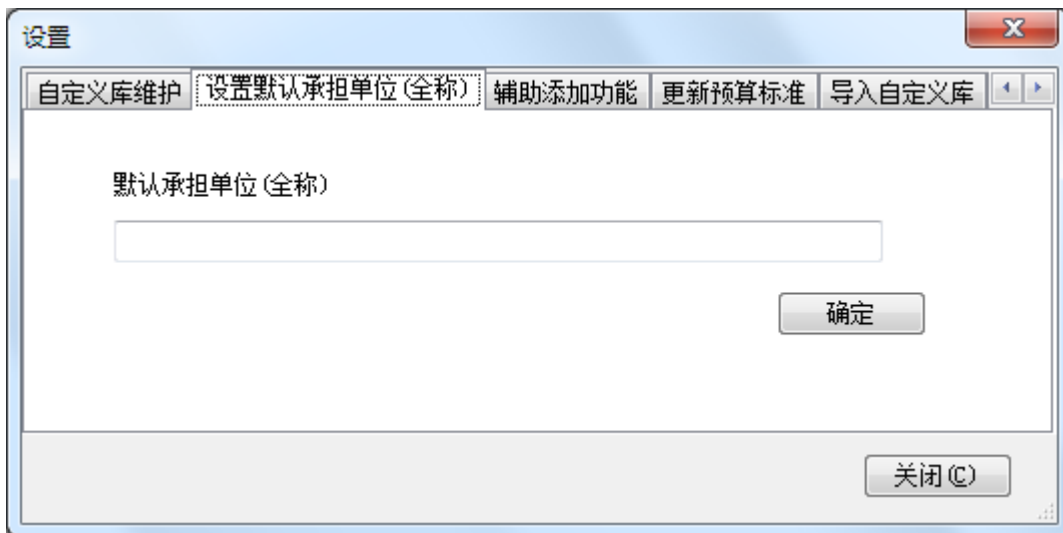 设置
自定义库维护 设置默认承担单位(全称) 辅助添加功能 更新预算标准 导入自定义库
默认承担单位(全称)
确定
关闭(C)